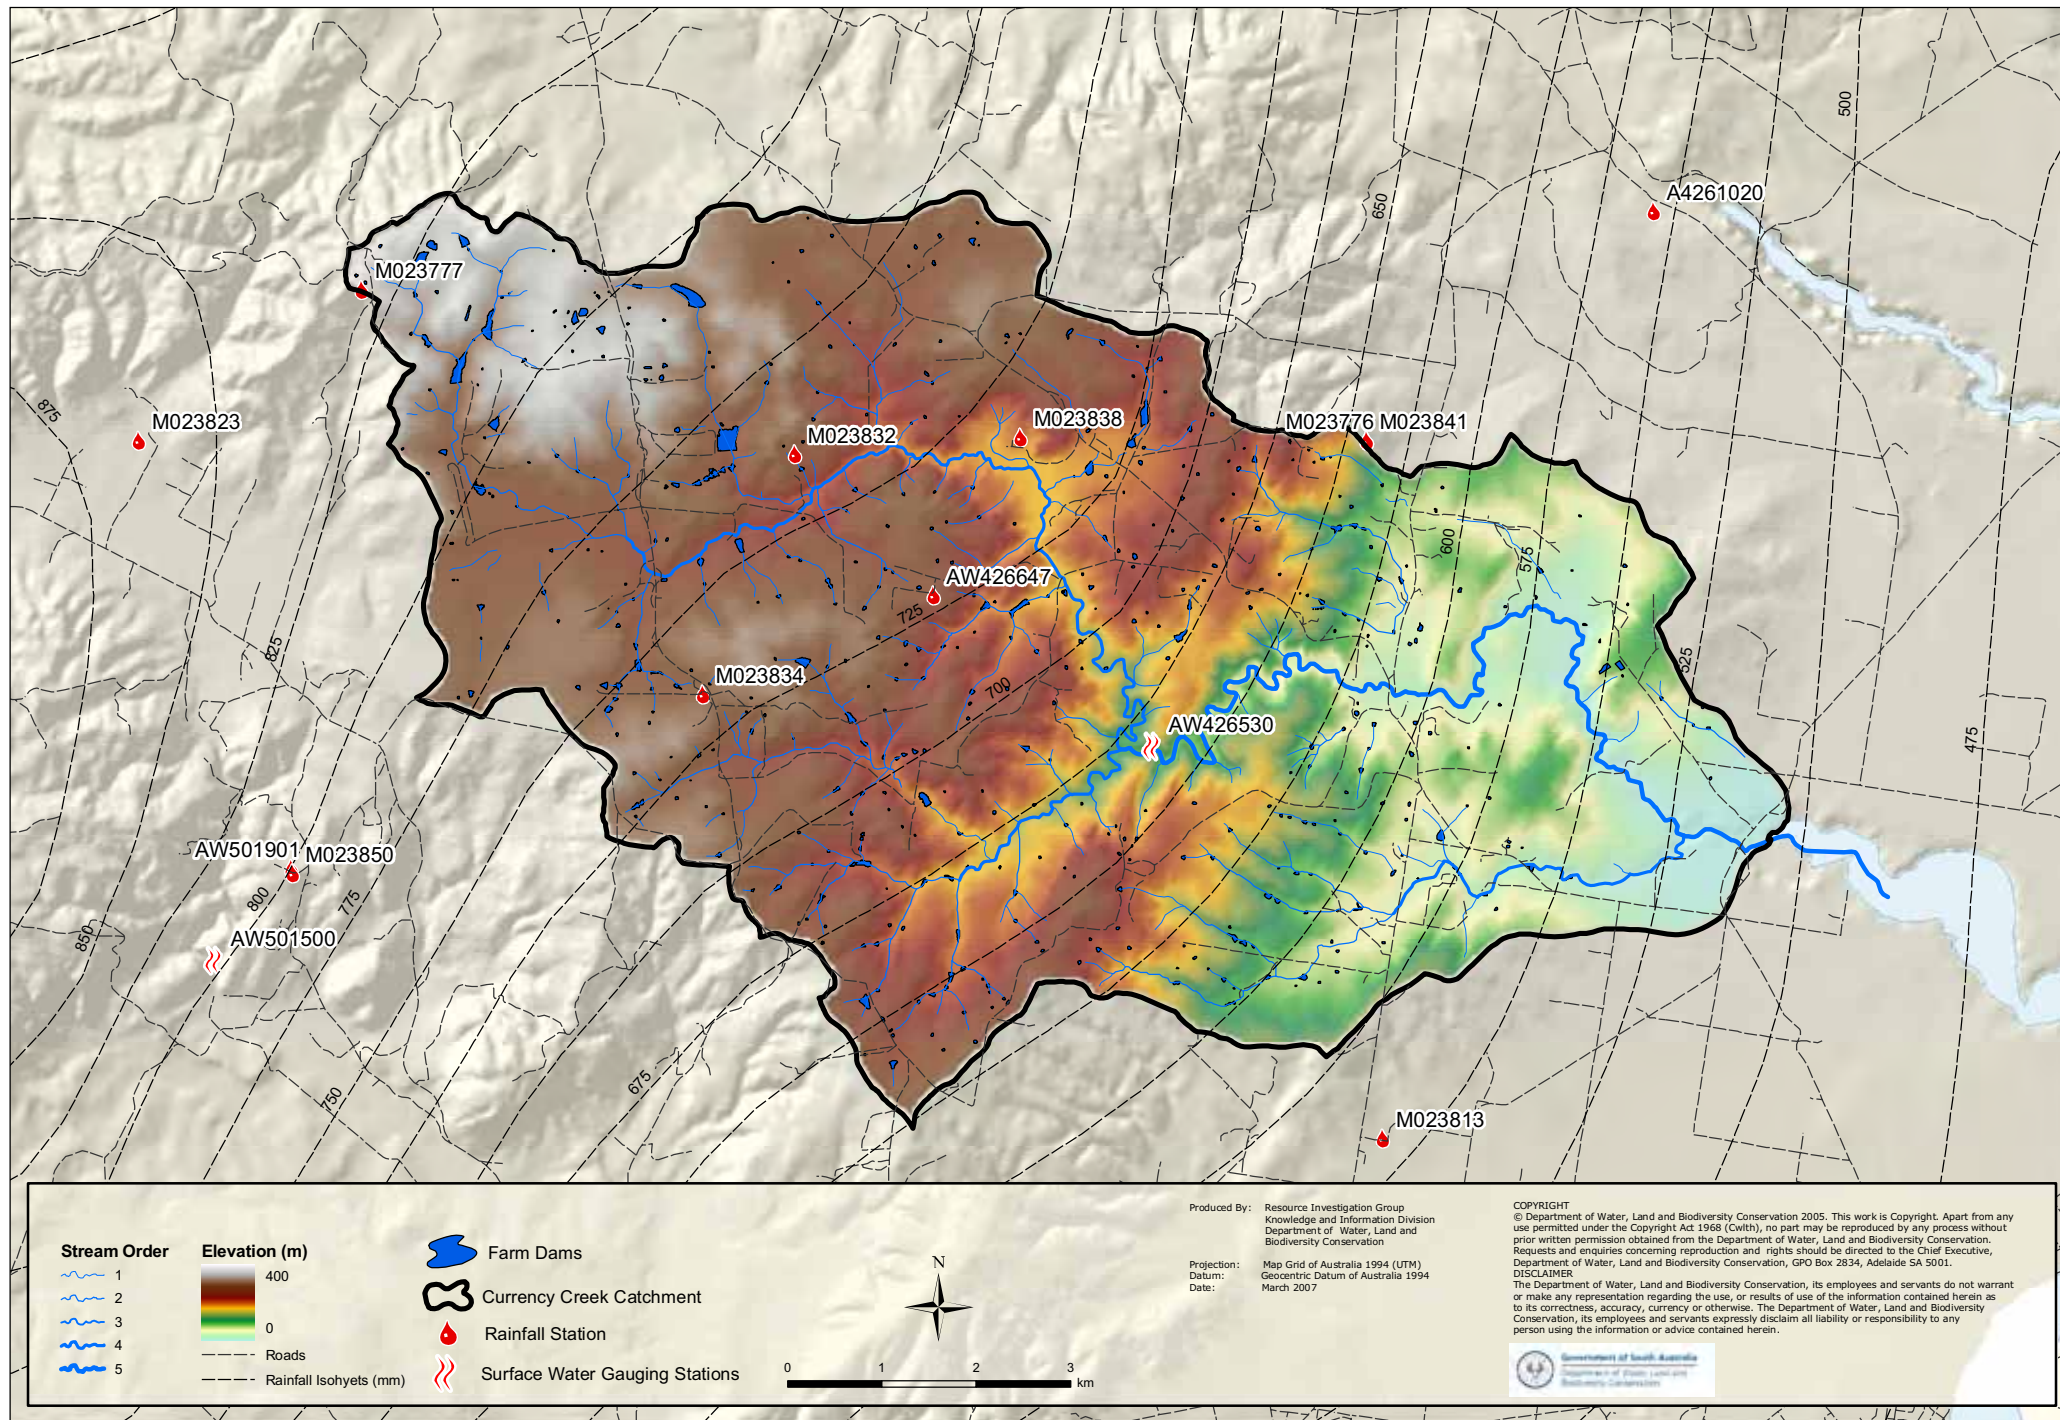 500
650
A4261020
M023777
875
M023823
M023832
M023838
M023776
M023841
600
575
AW426647
725
825
525
M023834
700
AW426530
475
AW501901
M023850
800
775
850
AW501500
675
750
M023813
Stream Order
1
2
3
4
5
Elevation (m)
400
0
Roads
Rainfall Isohyets (mm)
Farm Dams
Currency Creek Catchment
Rainfall Station
Surface Water Gauging Stations
N
0 1 2 3
km
Produced By: Resource Investigation Group
Knowledge and Information Division
Department of Water, Land and
Biodiversity Conservation
Projection: Map Grid of Australia 1994 (UTM)
Datum: Geocentric Datum of Australia 1994
Date: March 2007
COPYRIGHT
© Department of Water, Land and Biodiversity Conservation 2005. This work is Copyright. Apart from any
use permitted under the Copyright Act 1968 (Cwlth), no part may be reproduced by any process without
prior written permission obtained from the Department of Water, Land and Biodiversity Conservation.
Requests and enquiries concerning reproduction and rights should be directed to the Chief Executive,
Department of Water, Land and Biodiversity Conservation, GPO Box 2834, Adelaide SA 5001.
DISCLAIMER
The Department of Water, Land and Biodiversity Conservation, its employees and servants do not warrant
or make any representation regarding the use, or results of use of the information contained herein as
to its correctness, accuracy, currency or otherwise. The Department of Water, Land and Biodiversity
Conservation, its employees and servants expressly disclaim all liability or responsibility to any
person using the information or advice contained herein.
Government of South Australia
Department of Water, Land and
Biodiversity Conservation